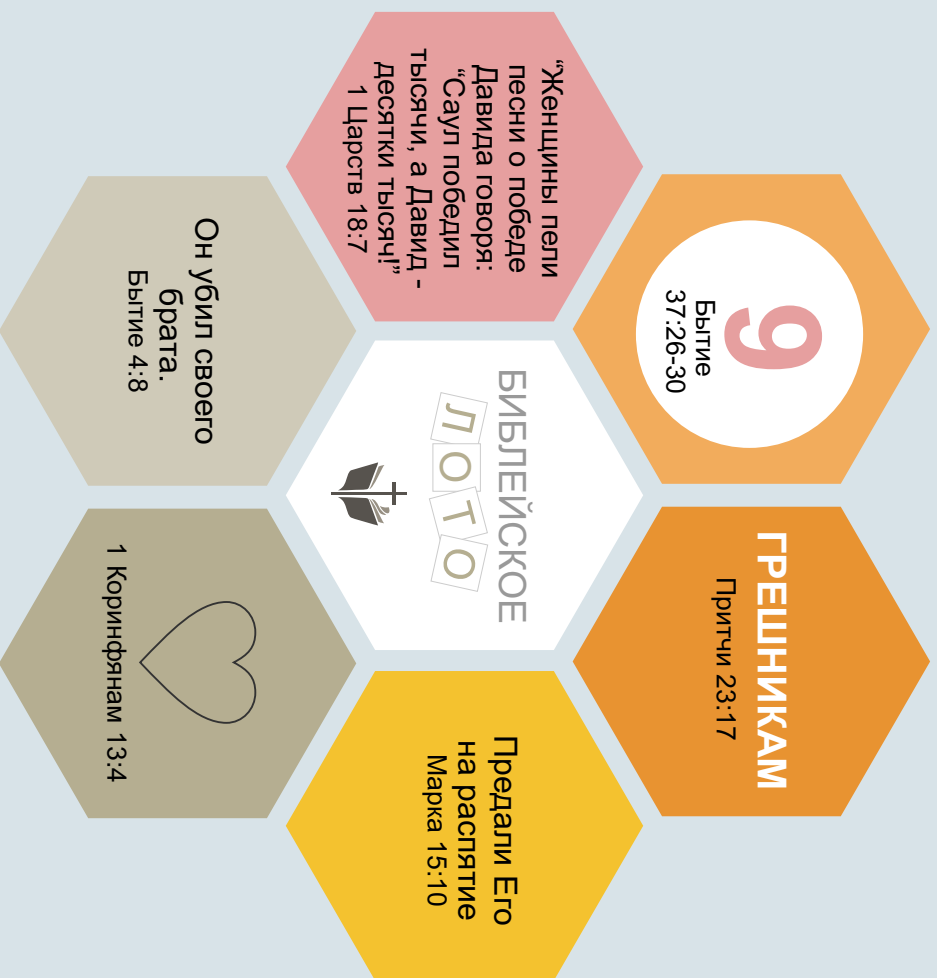 9
Бытие
37:26-30
ГРЕШНИКАМ
Притчи 23:17
“Женщины пели
песни о победе
Давида говоря:
“Саул победил
тысячи, а Давид -
десятки тысяч!”
1 Царств 18:7
БИБЛЕЙСКОЕ
ЛОТО
Предали Его
на распятие
Марка 15:10
Он убил своего
брата.
Бытие 4:8
1 Коринфянам 13:4